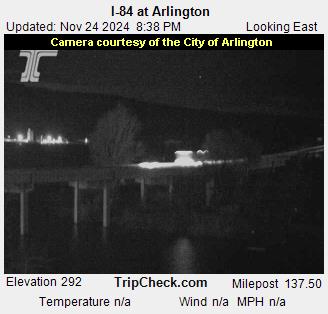 I-84 at Arlington
Updated: Nov 24 2024 8:38 PM Looking East
Camera courtesy of the City of Arlington
Elevation 292 TripCheck.com Milepost 137.50
Temperature n/a Wind n/a MPH n/a